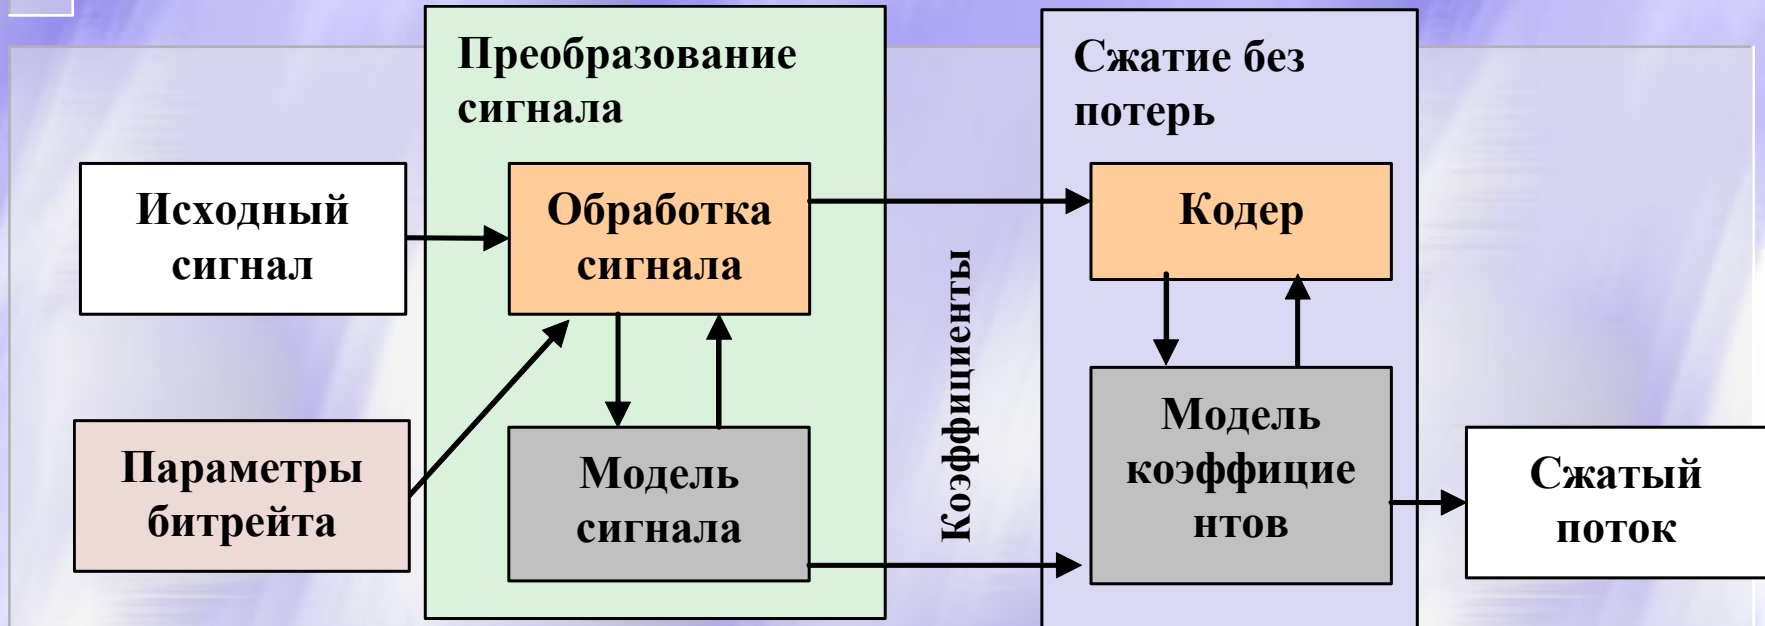 Преобразование
сигнала
Сжатие без
потерь
Исходный
сигнал
Обработка
сигнала
Кодер
Коэффициенты
Параметры
битрейта
Модель
сигнала
Модель
коэффицие
нтов
Сжатый
поток